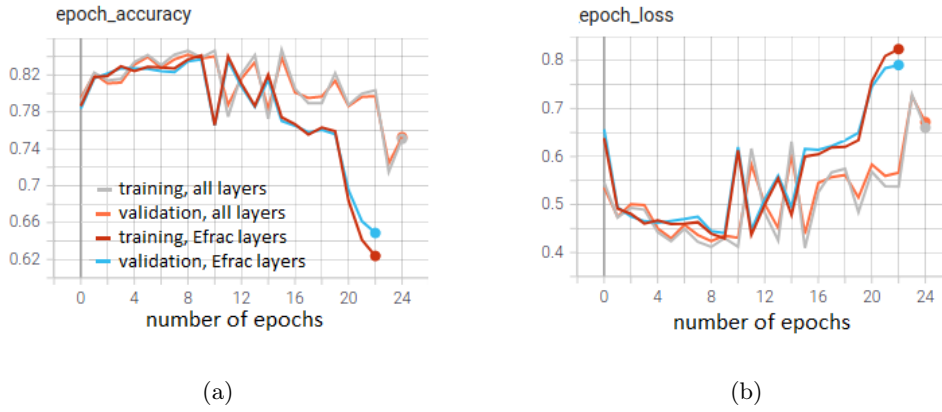 epoch_accuracy
0.82
0.78
0.74
0.7
0.66
0.62
training, all layers
validation, all layers
training, Efrac layers
validation, Efrac layers
0 4 8 12 16 20 24
number of epochs
(a)
epoch_loss
0.8
0.7
0.6
0.5
0.4
0 4 8 12 16 20 24
number of epochs
(b)